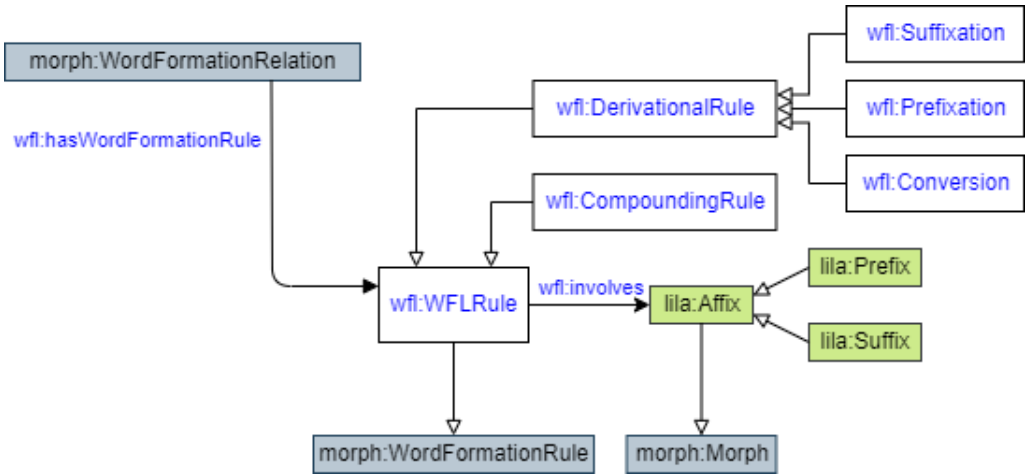 wfl:Suffixation
morph:WordFormationRelation
wfl:DerivationalRule
wfl:Prefixation
wfl:hasWordFormationRule
wfl:Conversion
wfl:CompoundingRule
lila:Prefix
wfl:WFLRule
wfl:involves
lila:Affix
lila:Suffix
morph:WordFormationRule
morph:Morph